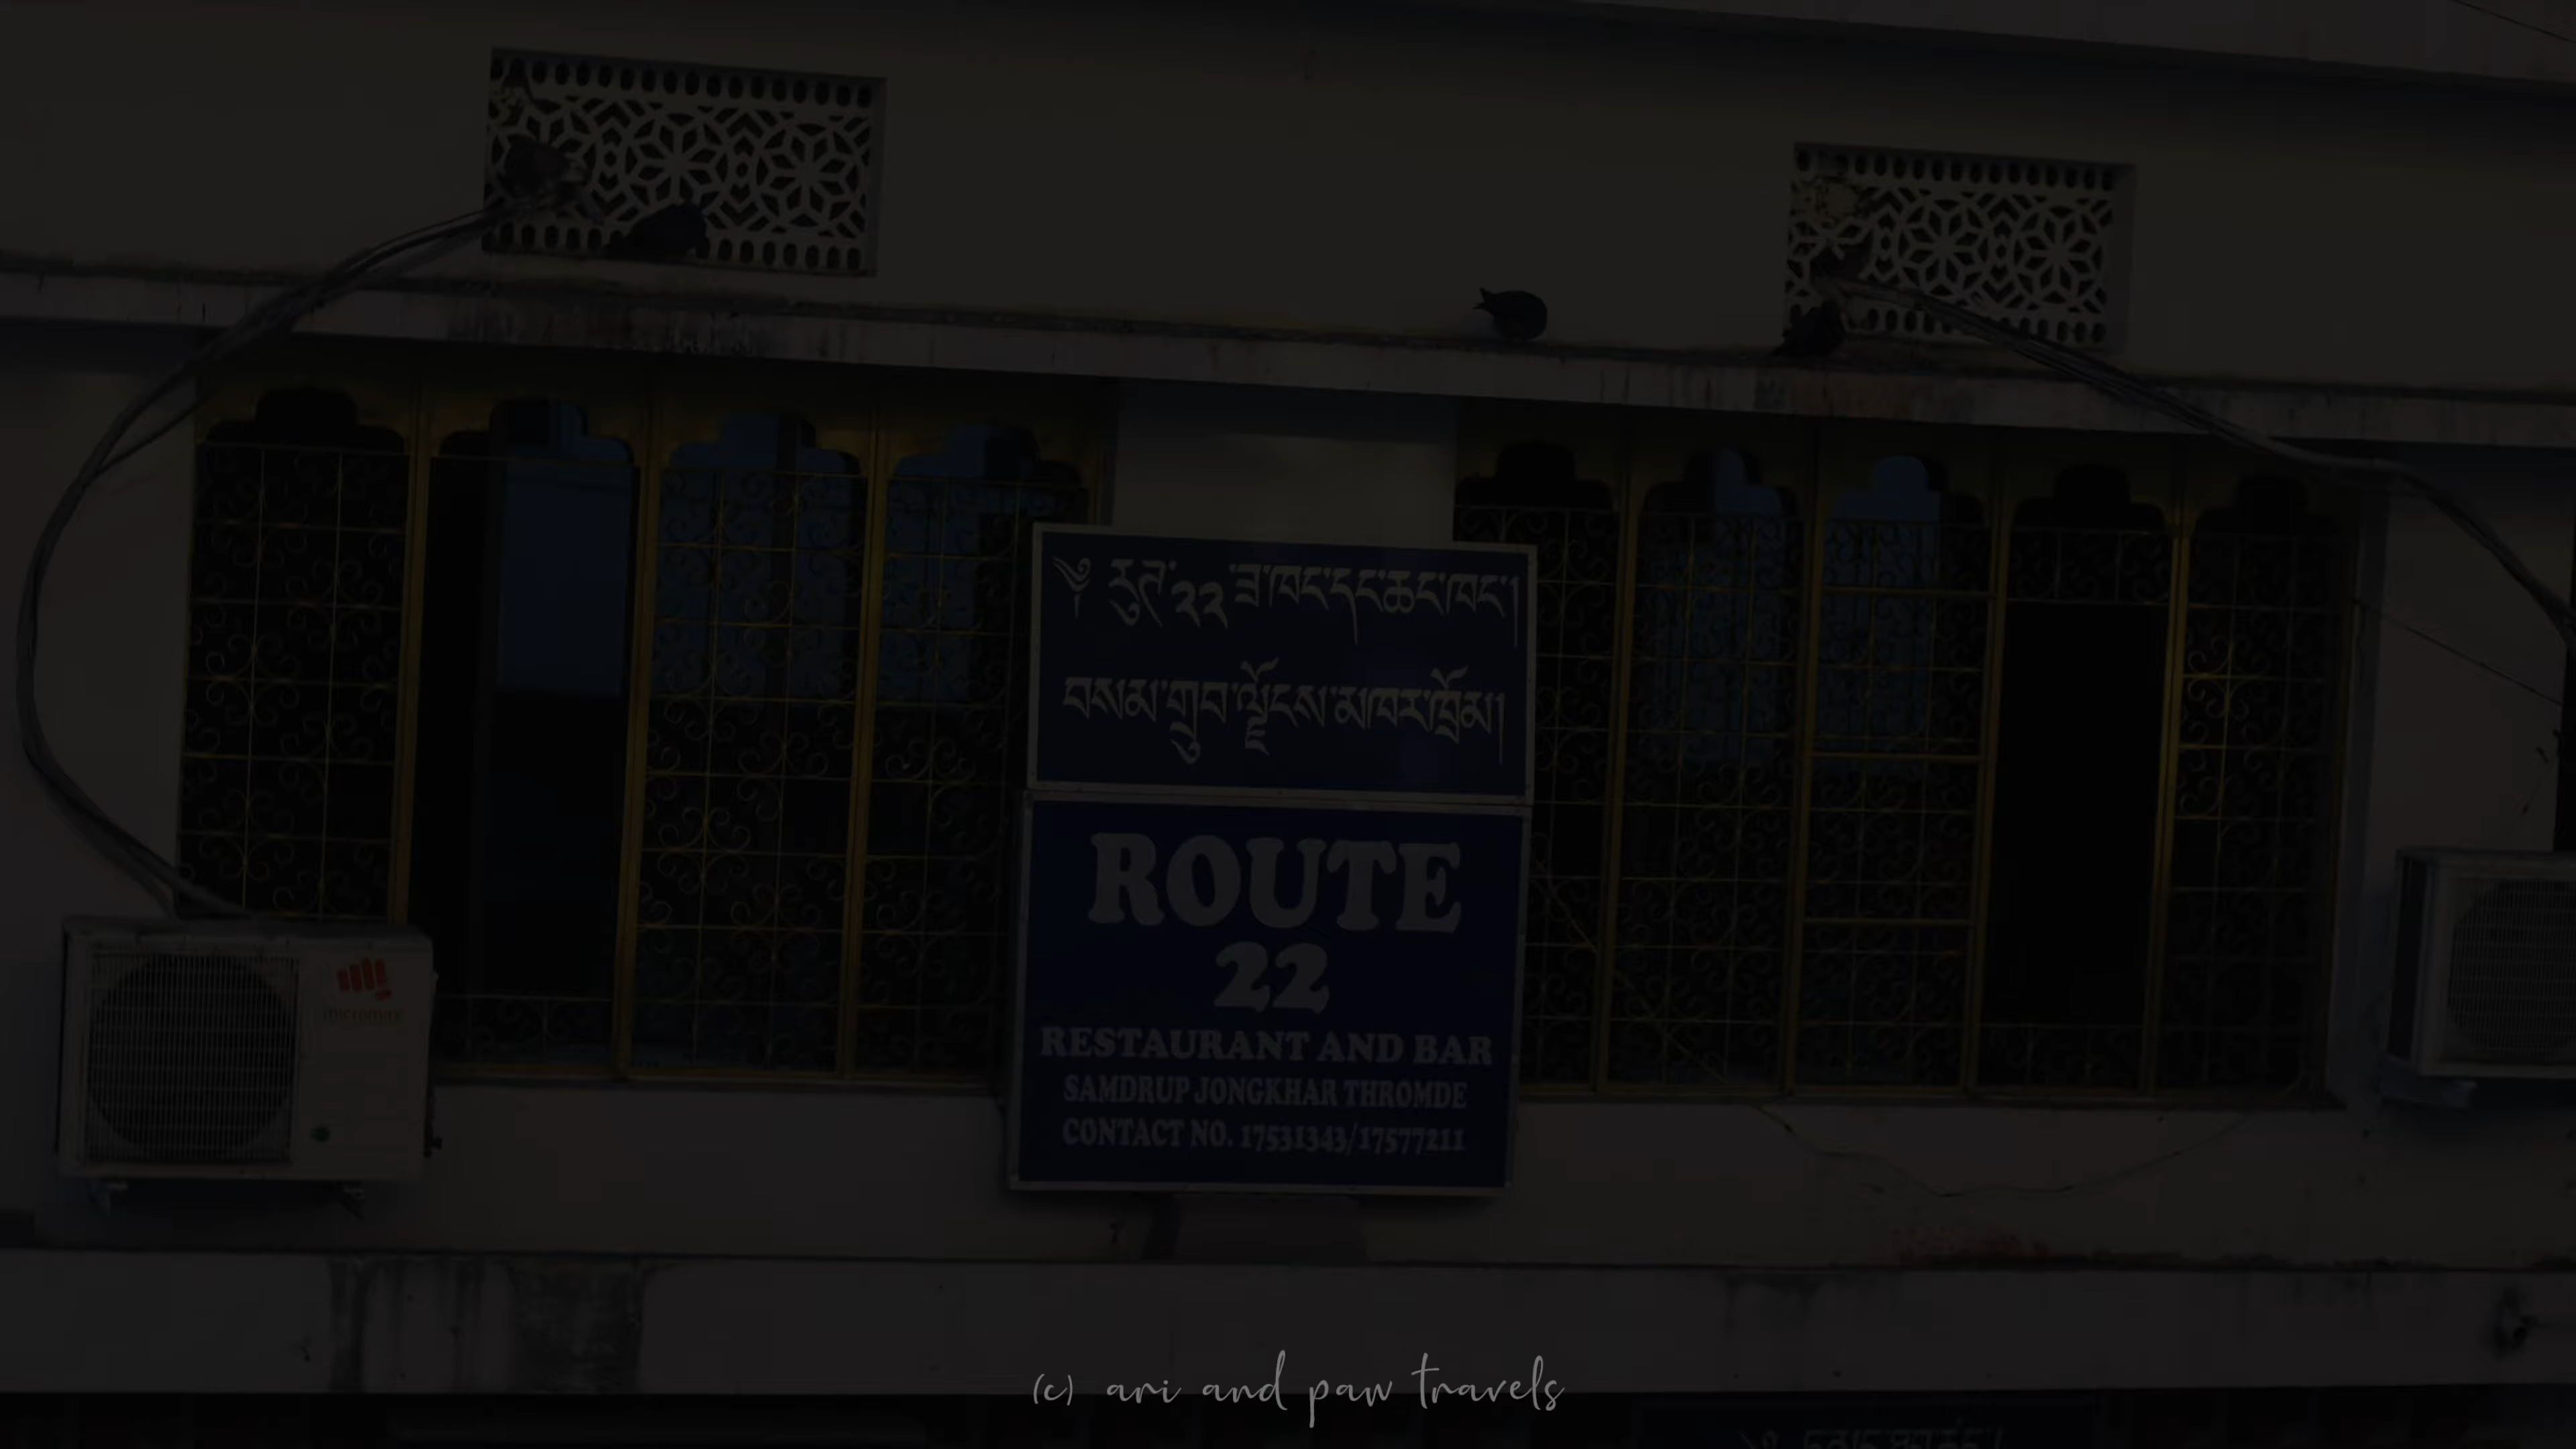 ༉ རུཊ་༢༢་ཟ་ཁང་དང་ཆང་ཁང་།
བསམ་གྲུབ་ལྗོངས་མཁར་ཁྲོམ།
ROUTE
22
RESTAURANT AND BAR
SAMDRUP JONGKHAR THROMDE
CONTACT NO. 17531343/17577211
micromax
(c) ari and paw travels